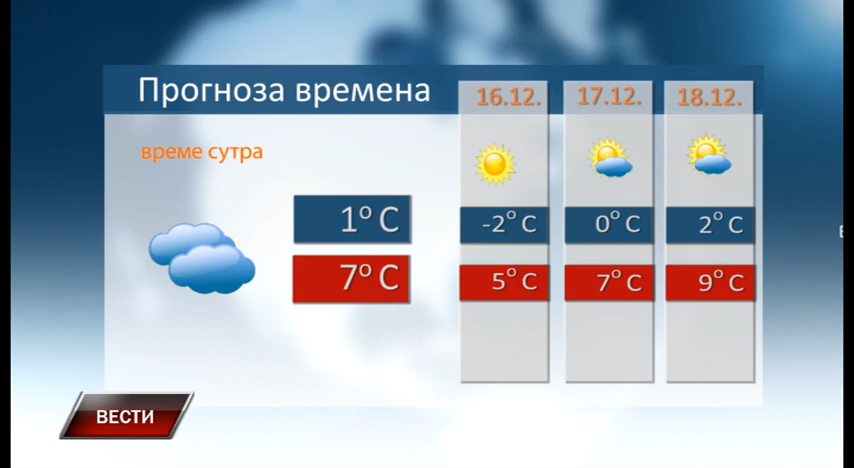 Прогноза времена
време сутра
1°C
7°C
16.12. 17.12. 18.12.
-2°C 0°C 2°C
5°C 7°C 9°C
ВЕСТИ